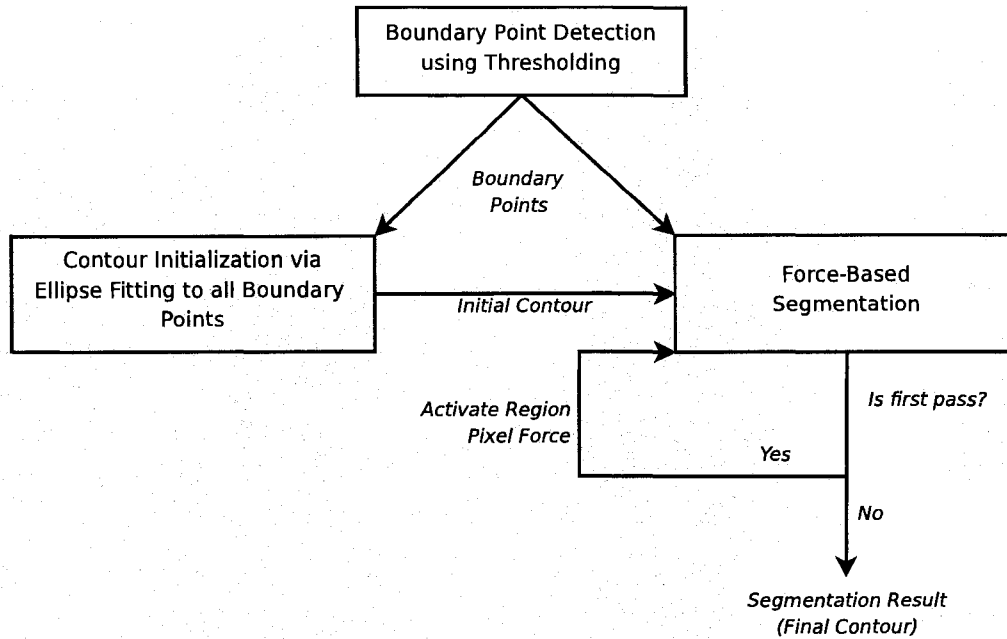 Boundary Point Detection
using Thresholding
Boundary
Points
Contour Initialization via
Ellipse Fitting to all Boundary
Points
Initial Contour
Force-Based
Segmentation
Activate Region
Pixel Force
Is first pass?
Yes
No
Segmentation Result
(Final Contour)